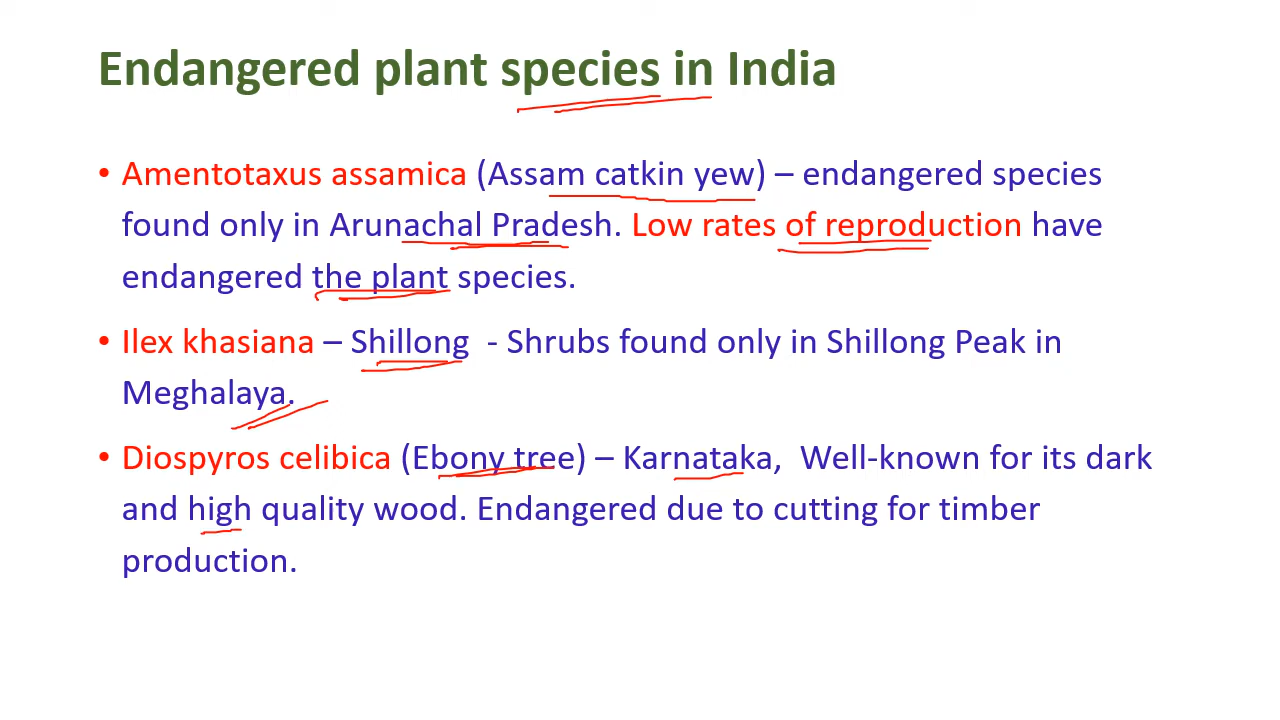 Endangered plant species in India
• Amentotaxus assamica (Assam catkin yew) – endangered species
found only in Arunachal Pradesh. Low rates of reproduction have
endangered the plant species.
• Ilex khasiana – Shillong - Shrubs found only in Shillong Peak in
Meghalaya.
• Diospyros celibica (Ebony tree) – Karnataka, Well-known for its dark
and high quality wood. Endangered due to cutting for timber
production.